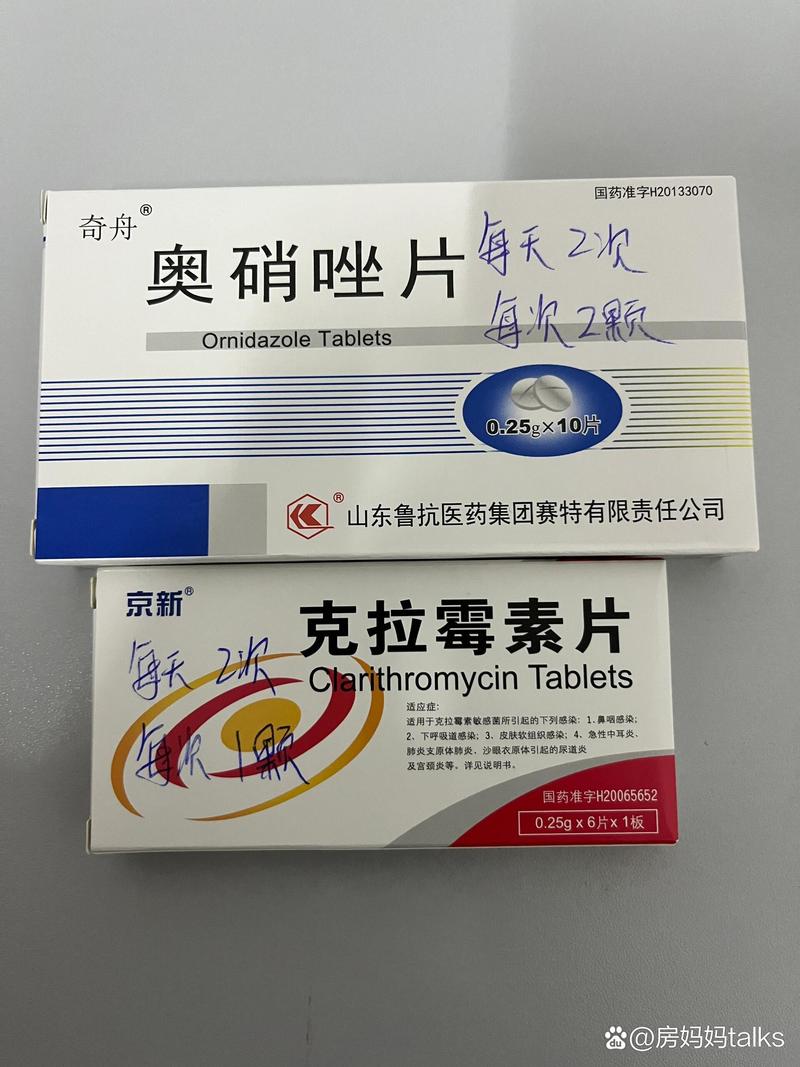 国药准字H20133070
奇舟®
奥硝唑片
每天2次
Ornidazole Tablets
每次2颗
0.25g×10片
® 山东鲁抗医药集团赛特有限责任公司
京新®
克拉霉素片
每天 2次
Clarithromycin Tablets
适应症:
适用于克拉霉素敏感菌所引起的下列感染: 1、鼻咽感染;
2、下呼吸道感染; 3、皮肤软组织感染; 4、急性中耳炎、
肺炎支原体肺炎、沙眼衣原体引起的尿道炎
及宫颈炎等。详见说明书。
每次 1颗
国药准字H20065652
0.25g x 6片x 1板
du @房妈妈talks